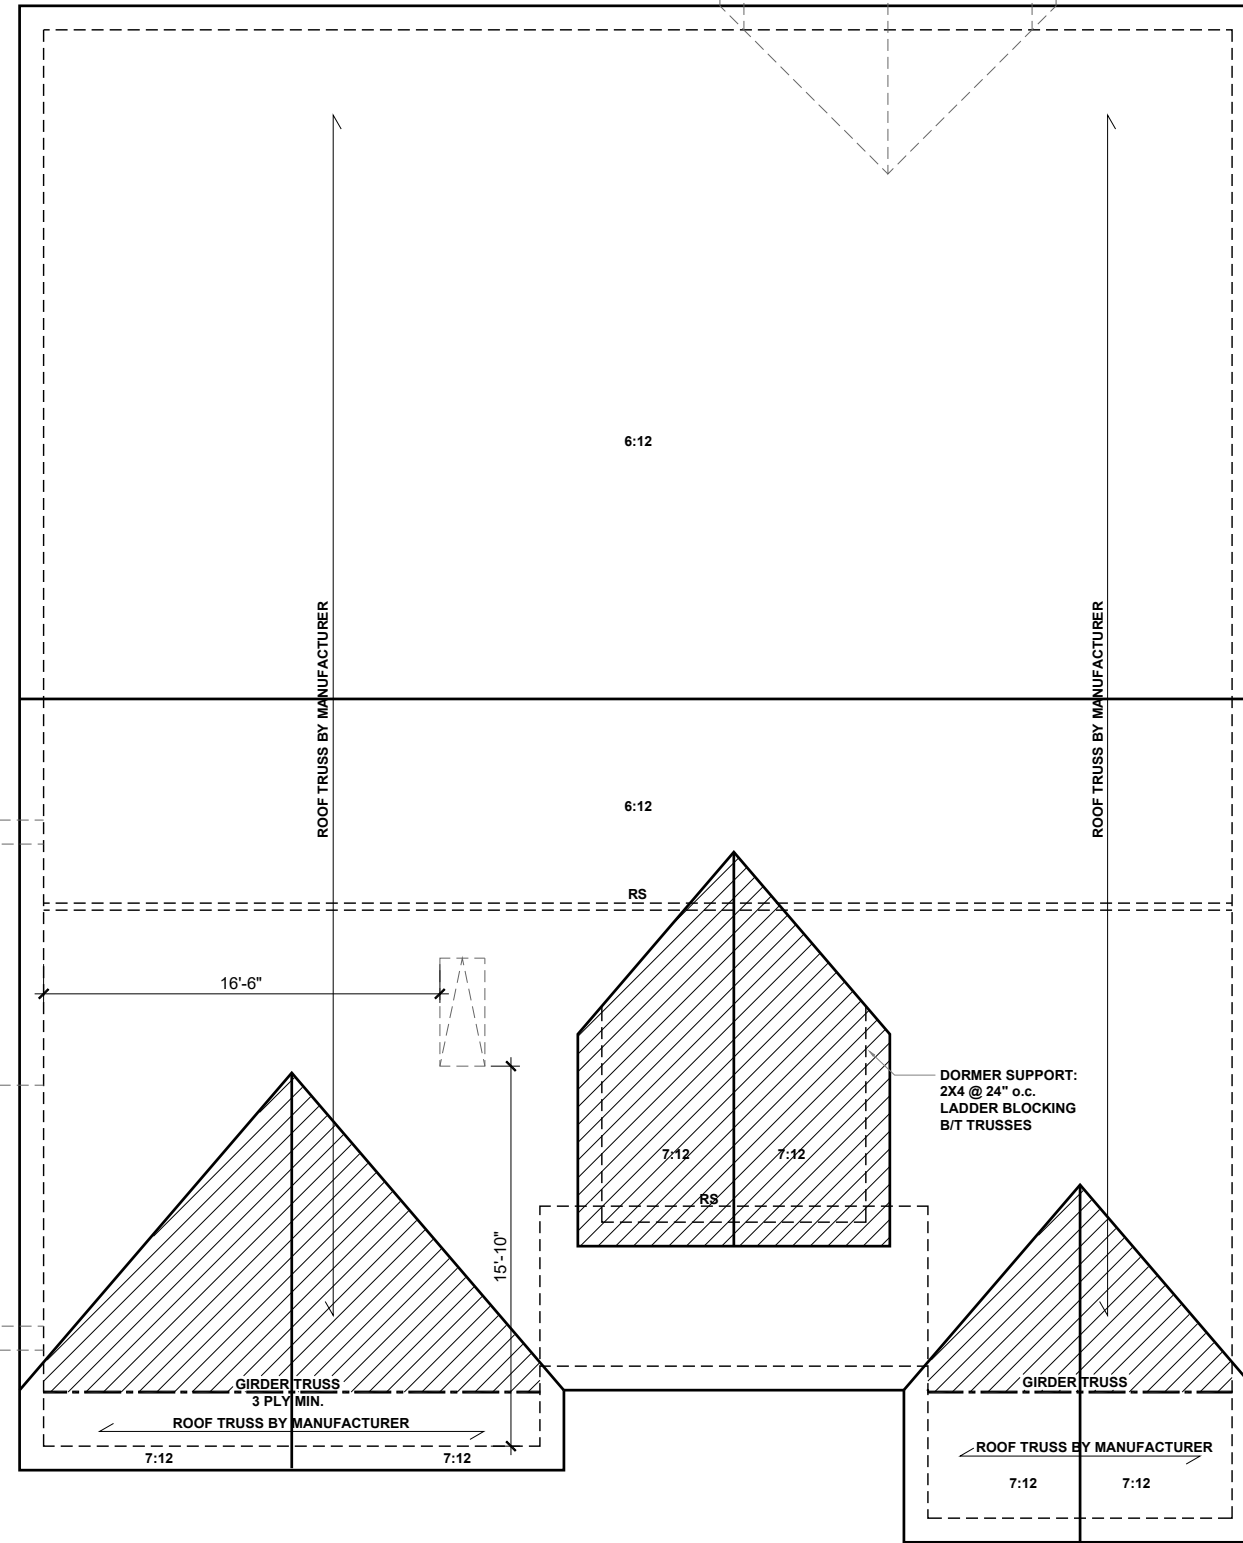 6:12
ROOF TRUSS BY MANUFACTURER
ROOF TRUSS BY MANUFACTURER
6:12
RS
16'-6"
DORMER SUPPORT:
2X4 @ 24" o.c.
LADDER BLOCKING
B/T TRUSSES
7:12
7:12
RS
15'-10"
GIRDER TRUSS
3 PLY MIN.
ROOF TRUSS BY MANUFACTURER
7:12
7:12
GIRDER TRUSS
ROOF TRUSS BY MANUFACTURER
7:12
7:12